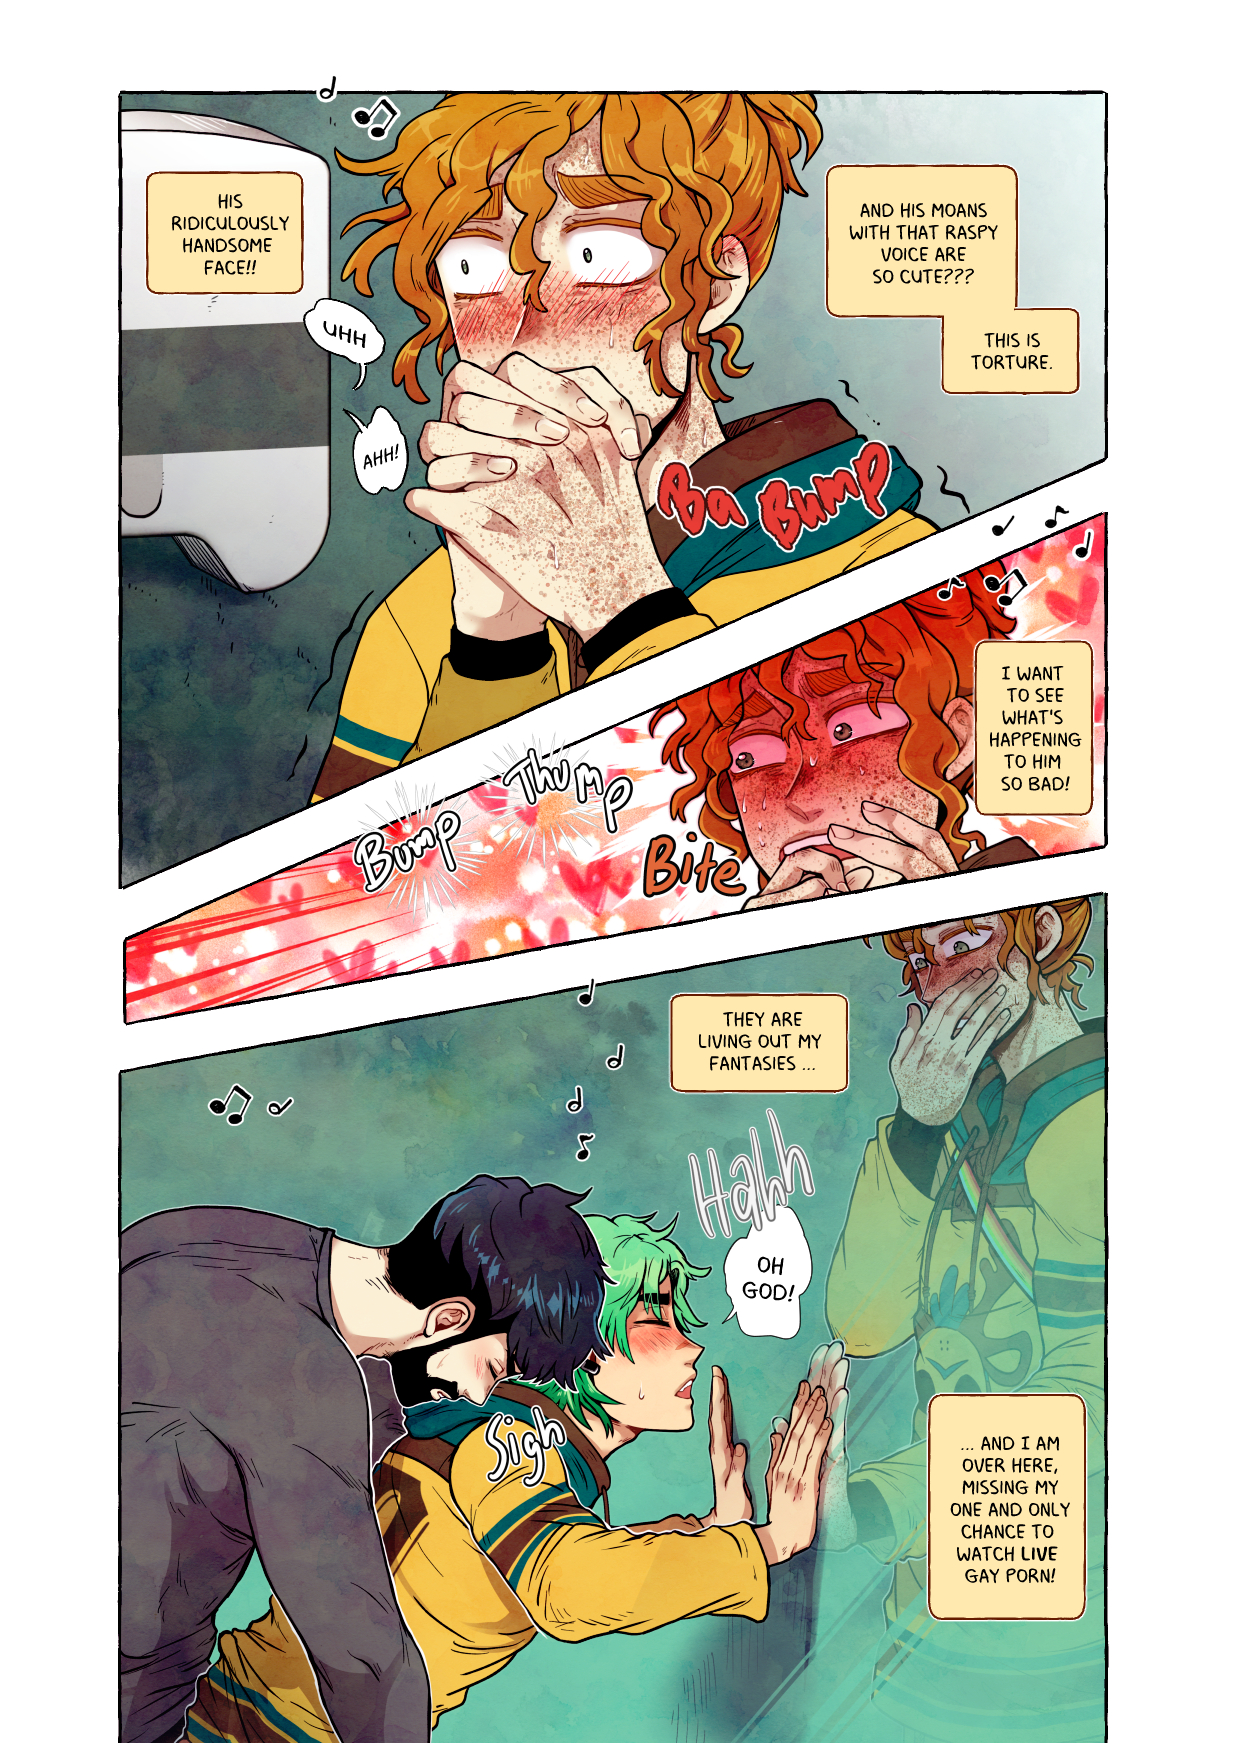 HIS
RIDICULOUSLY
HANDSOME
FACE!!
AND HIS MOANS
WITH THAT RASPY
VOICE ARE
SO CUTE???
THIS IS
TORTURE.
UHH
AHH!
Ba Bump
I WANT
TO SEE
WHAT'S
HAPPENING
TO HIM
SO BAD!
Thump
Bump
Bite
THEY ARE
LIVING OUT MY
FANTASIES ...
Hahh
OH
GOD!
Sigh
... AND I AM
OVER HERE,
MISSING MY
ONE AND ONLY
CHANCE TO
WATCH LIVE
GAY PORN!